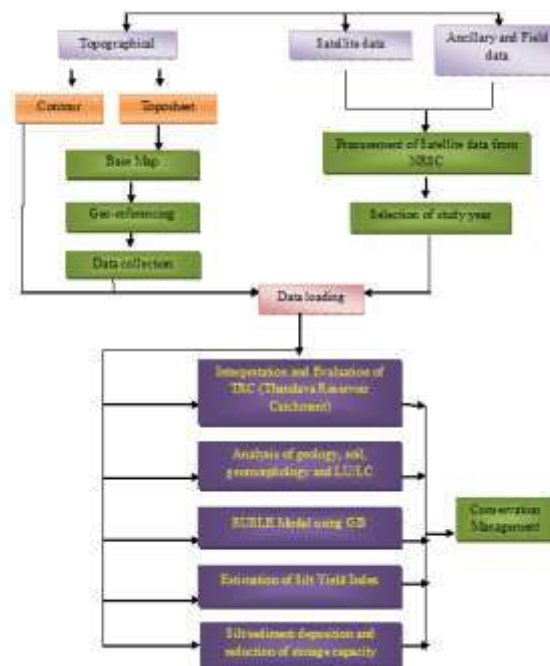 Topographical
Satellite data
Ancillary and Field
data
Contour
Toposheet
Procurement of Satellite data from
NRSC
Base Map
Geo-referencing
Selection of study year
Data collection
Data loading
Interpretation and Evaluation of
TRC (Thandava Reservoir
Catchment)
Analysis of geology, soil,
geomorphology and LU/LC
RUSLE Model using GIS
Conservation
Management
Estimation of Silt Yield Index
Silt/sediment deposition and
reduction of storage capacity